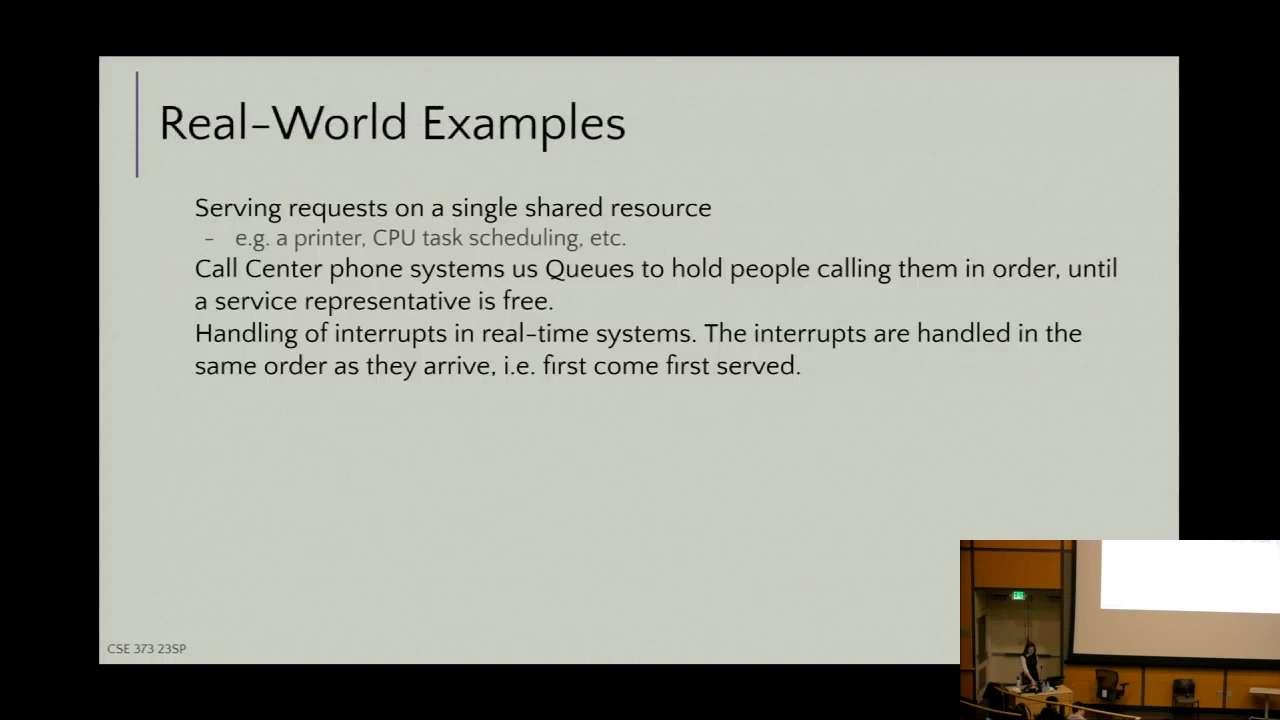 Real-World Examples
Serving requests on a single shared resource
- e.g. a printer, CPU task scheduling, etc.
Call Center phone systems us Queues to hold people calling them in order, until
a service representative is free.
Handling of interrupts in real-time systems. The interrupts are handled in the
same order as they arrive, i.e. first come first served.
CSE 373 23SP